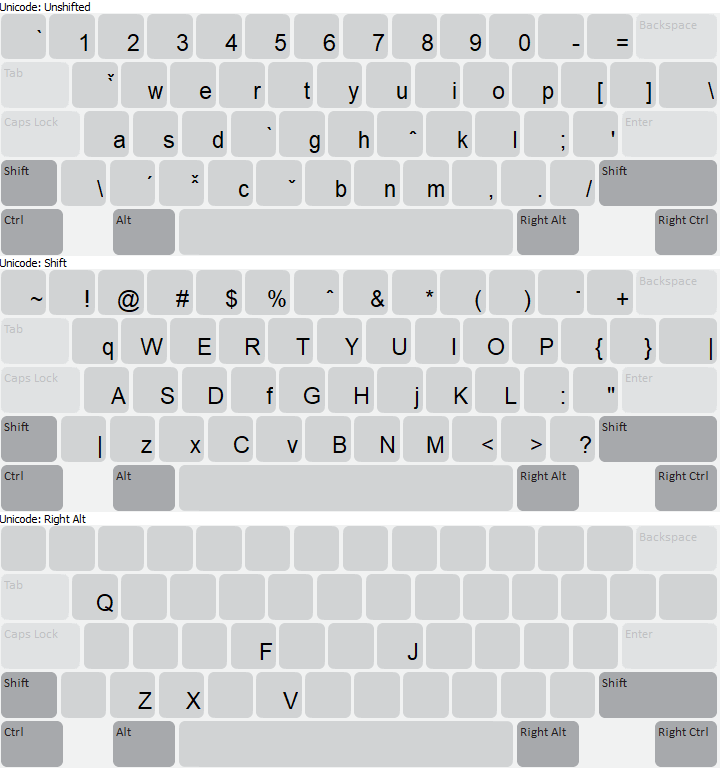 Unicode: Unshifted
` 1 2 3 4 5 6 7 8 9 0 - = Backspace
Tab ̌̀ w e r t y u i o p [ ] \
Caps Lock a s d ` g h ˆ k l ; ' Enter
Shift \ ´ ̂̌ c ˇ b n m , . / Shift
Ctrl Alt Right Alt Right Ctrl
Unicode: Shift
~ ! @ # $ % ˆ & * ( ) ˉ + Backspace
Tab q W E R T Y U I O P { } |
Caps Lock A S D f G H j K L : " Enter
Shift | z x C v B N M < > ? Shift
Ctrl Alt Right Alt Right Ctrl
Unicode: Right Alt
Backspace
Tab Q
Caps Lock F J Enter
Shift Z X V Shift
Ctrl Alt Right Alt Right Ctrl